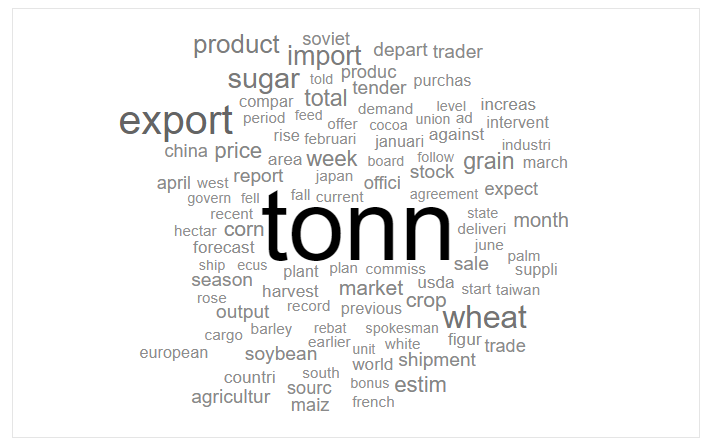 soviet
product import depart trader
sugar told produc tender purchas
compar total demand level increas
export period feed offer cocoa union ad intervent
rise februari januari against industri
china price area week board follow grain march
report japan offici stock
april west fall current agreement expect
govern fell
recent tonn state month
hectar corn deliveri
forecast june palm
ship ecus plant plan commiss sale suppli
season usda
rose harvest market crop start taiwan
output record previous wheat
cargo barley rebat spokesman
european earlier unit white figur trade
soybean world shipment
countri south bonus estim
agricultur sourc
maiz french